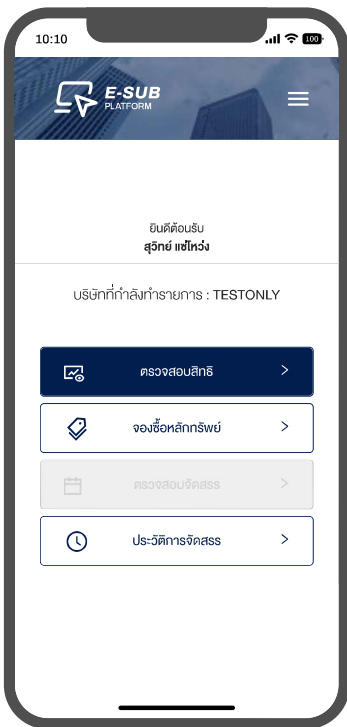 10:10
100
E-SUB
PLATFORM
ยินดีต้อนรับ
สุวิทย์ แซ่โหว่ง
บริษัทที่กำลังทำรายการ : TESTONLY
ตรวจสอบสิทธิ
จองซื้อหลักทรัพย์
ตรวจสอบจัดสรร
ประวัติการจัดสรร